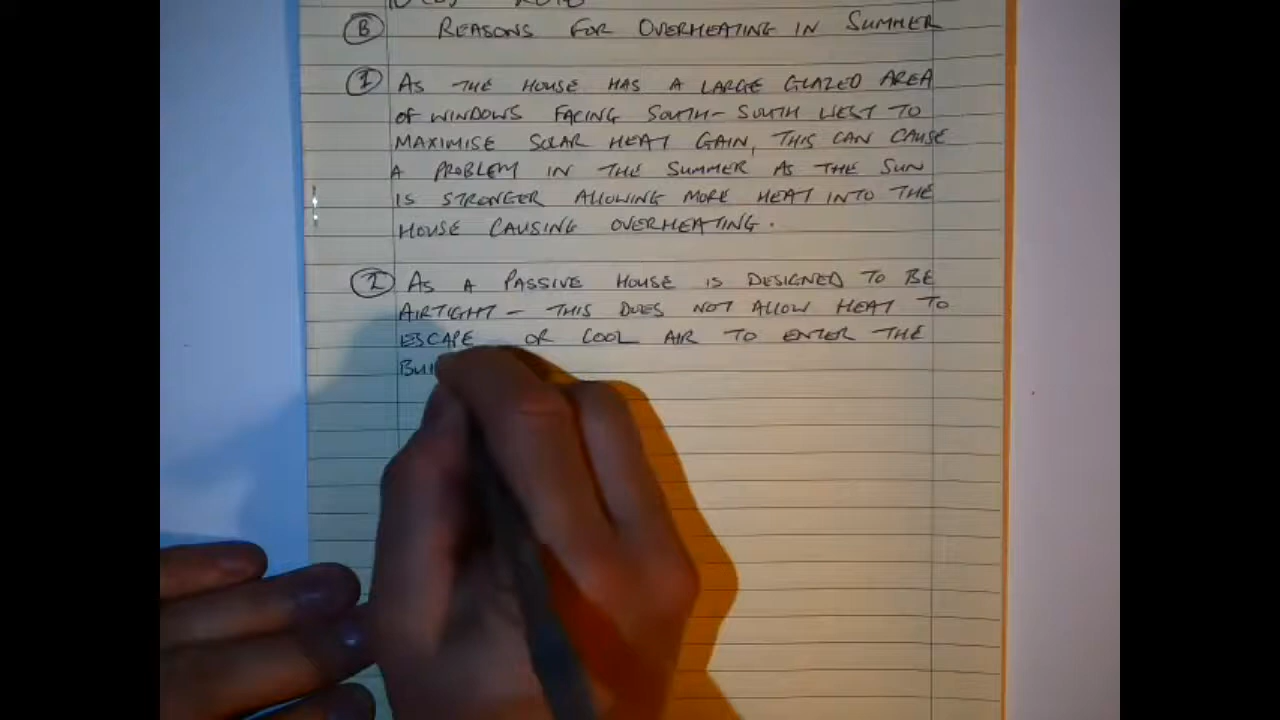 B REASONS FOR OVERHEATING IN SUMMER
1 AS THE HOUSE HAS A LARGE GLAZED AREA
OF WINDOWS FACING SOUTH-SOUTH WEST TO
MAXIMISE SOLAR HEAT GAIN, THIS CAN CAUSE
A PROBLEM IN THE SUMMER AS THE SUN
IS STRONGER ALLOWING MORE HEAT INTO THE
HOUSE CAUSING OVERHEATING.
2 AS A PASSIVE HOUSE IS DESIGNED TO BE
AIRTIGHT - THIS DOES NOT ALLOW HEAT TO
ESCAPE OR COOL AIR TO ENTER THE
BUI